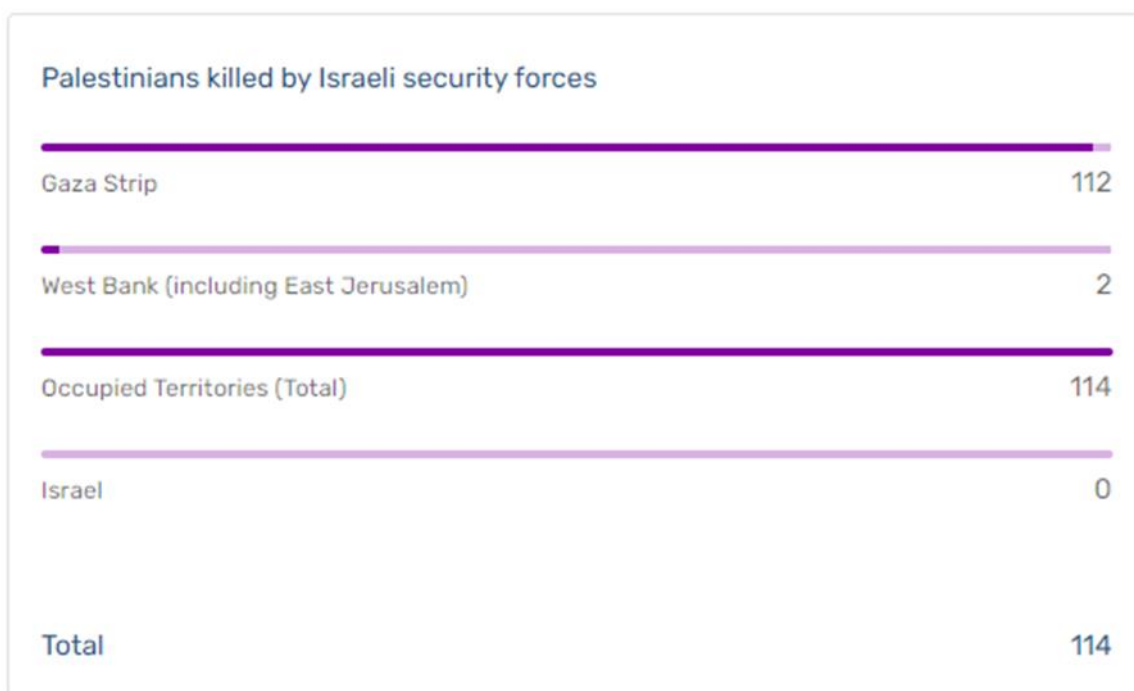 Palestinians killed by Israeli security forces
Gaza Strip 112
West Bank (including East Jerusalem) 2
Occupied Territories (Total) 114
Israel 0
Total 114